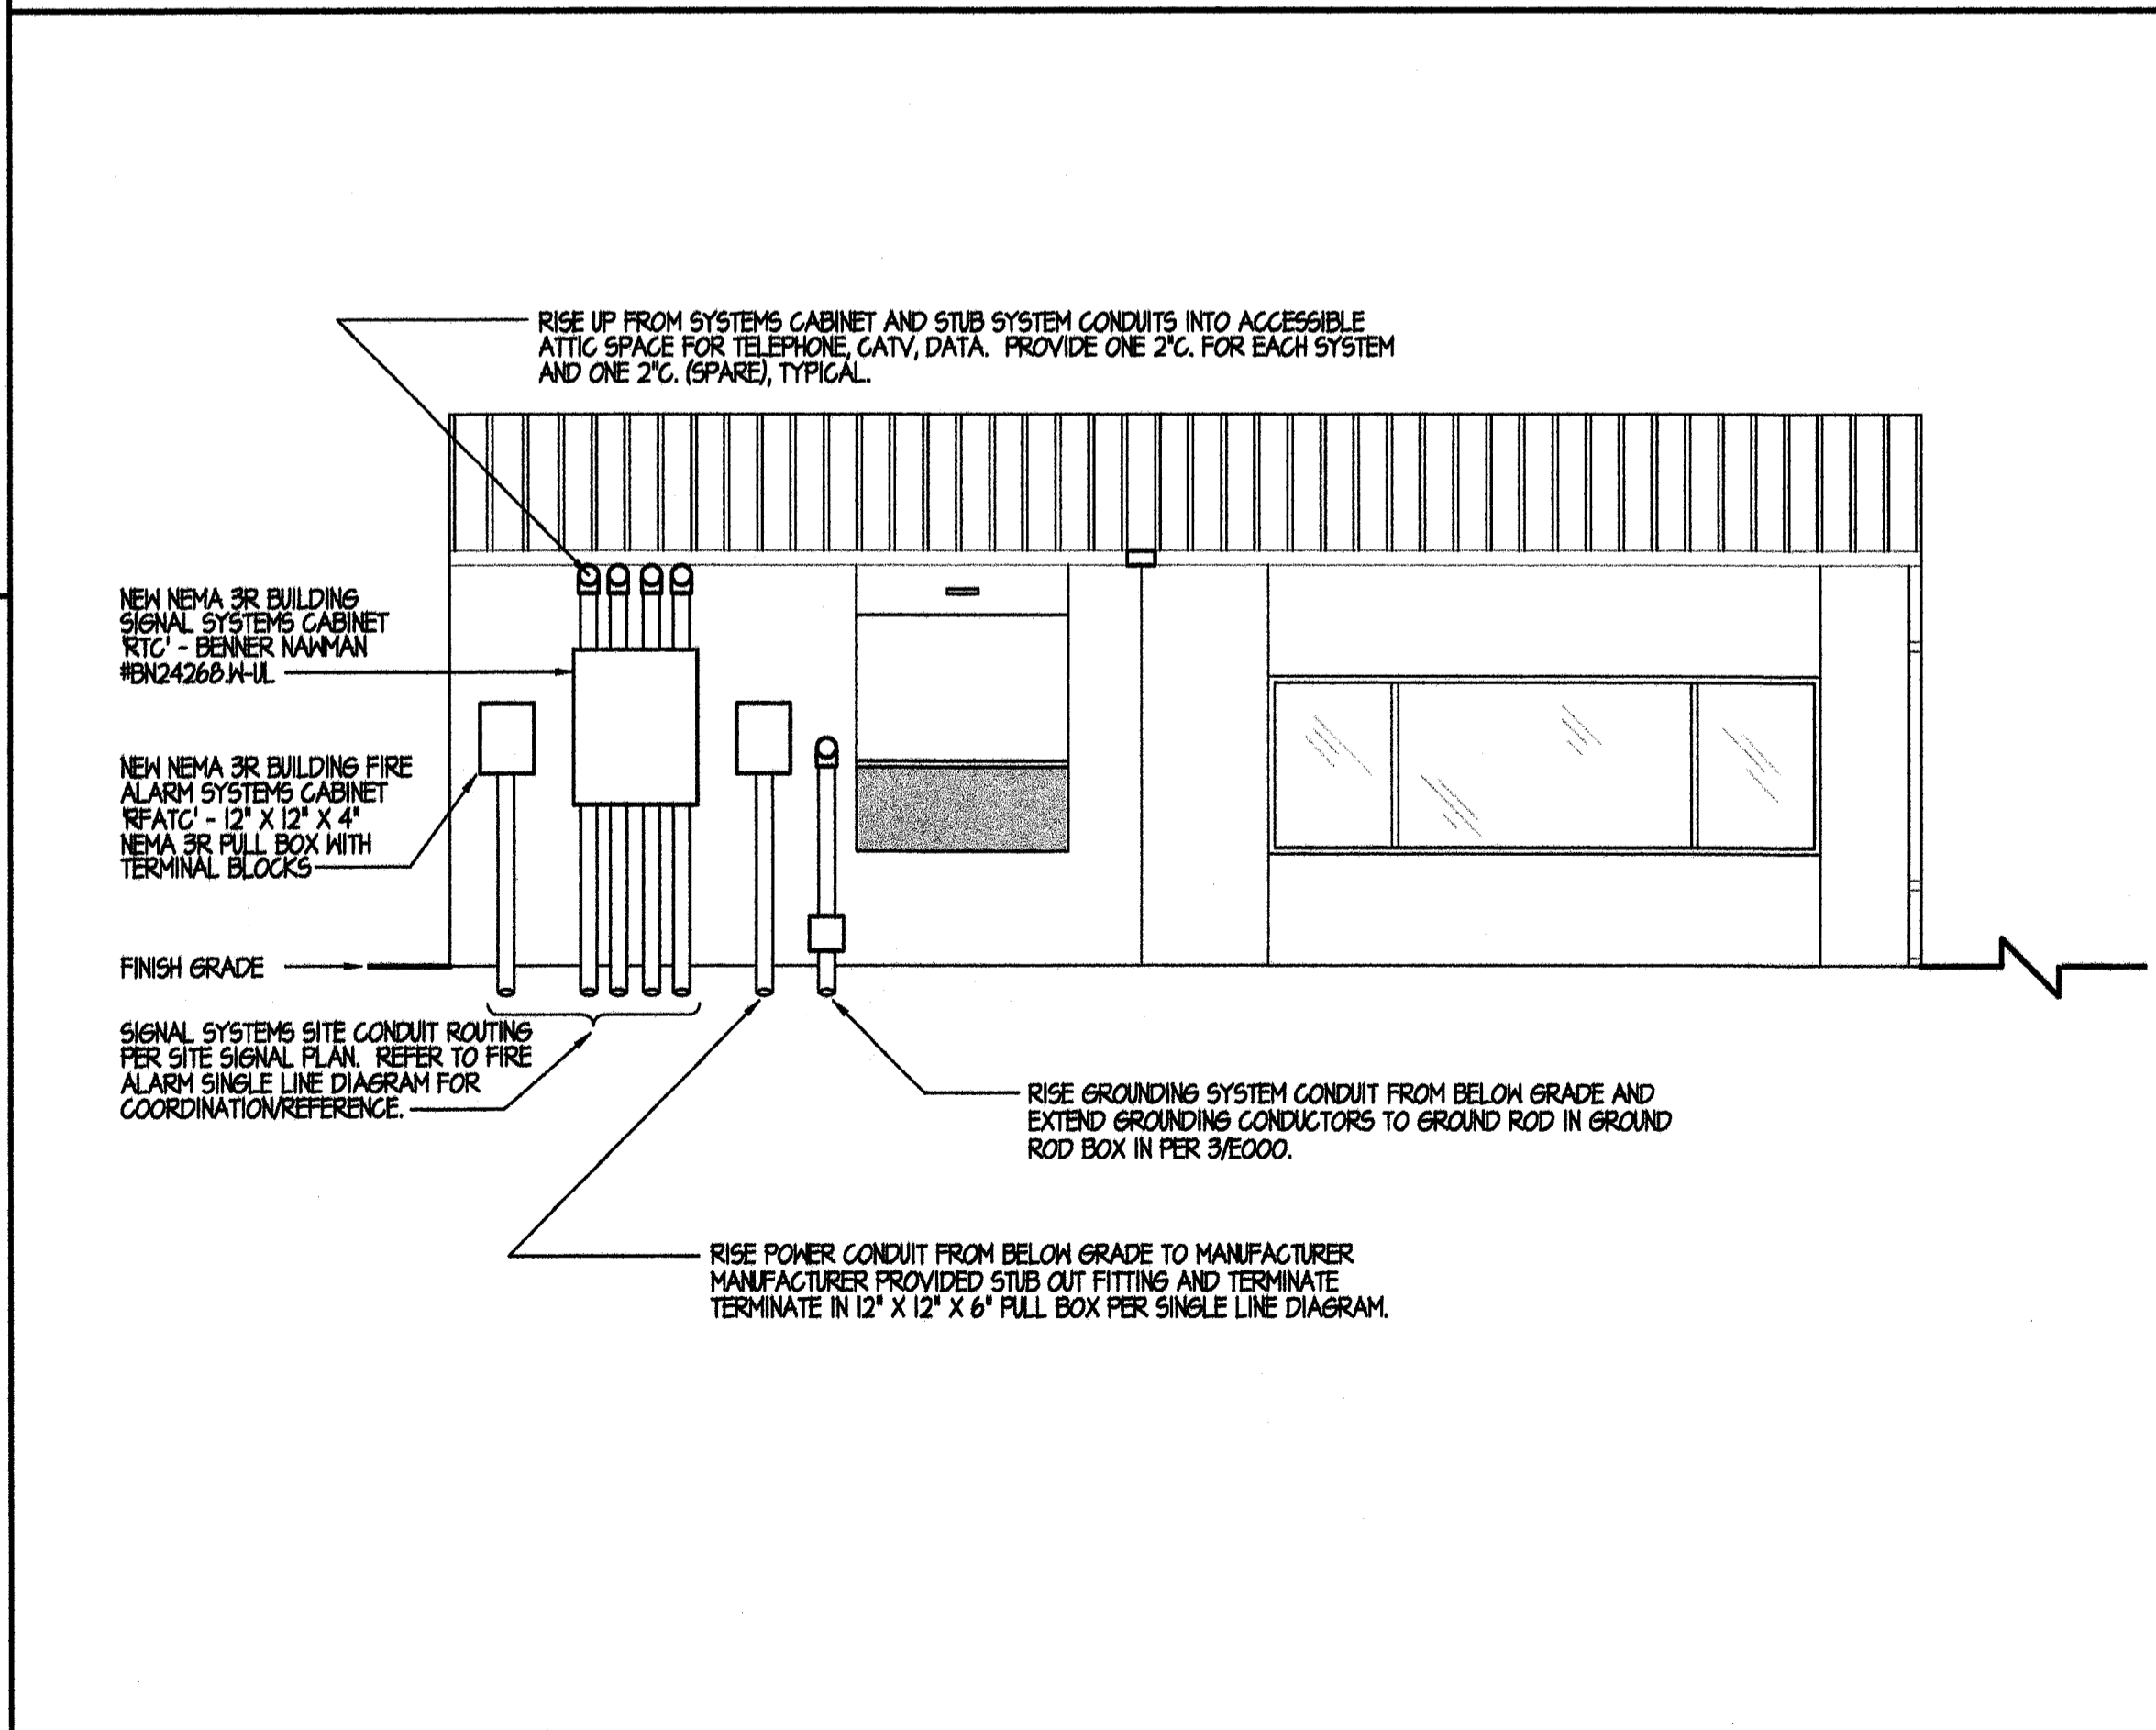 RISE UP FROM SYSTEMS CABINET AND STUB SYSTEM CONDUITS INTO ACCESSIBLE
ATTIC SPACE FOR TELEPHONE, CATV, DATA.  PROVIDE ONE 2"C. FOR EACH SYSTEM
AND ONE 2"C. (SPARE), TYPICAL.
NEW NEMA 3R BUILDING
SIGNAL SYSTEMS CABINET
'RTC' - BENNER NAWMAN
#BN24268.W-UL
NEW NEMA 3R BUILDING FIRE
ALARM SYSTEMS CABINET
'RFATC' - 12" X 12" X 4"
NEMA 3R PULL BOX WITH
TERMINAL BLOCKS
FINISH GRADE
SIGNAL SYSTEMS SITE CONDUIT ROUTING
PER SITE SIGNAL PLAN.  REFER TO FIRE
ALARM SINGLE LINE DIAGRAM FOR
COORDINATION/REFERENCE.
RISE GROUNDING SYSTEM CONDUIT FROM BELOW GRADE AND
EXTEND GROUNDING CONDUCTORS TO GROUND ROD IN GROUND
ROD BOX IN PER 3/E000.
RISE POWER CONDUIT FROM BELOW GRADE TO MANUFACTURER
MANUFACTURER PROVIDED STUB OUT FITTING AND TERMINATE
TERMINATE IN 12" X 12" X 6" PULL BOX PER SINGLE LINE DIAGRAM.